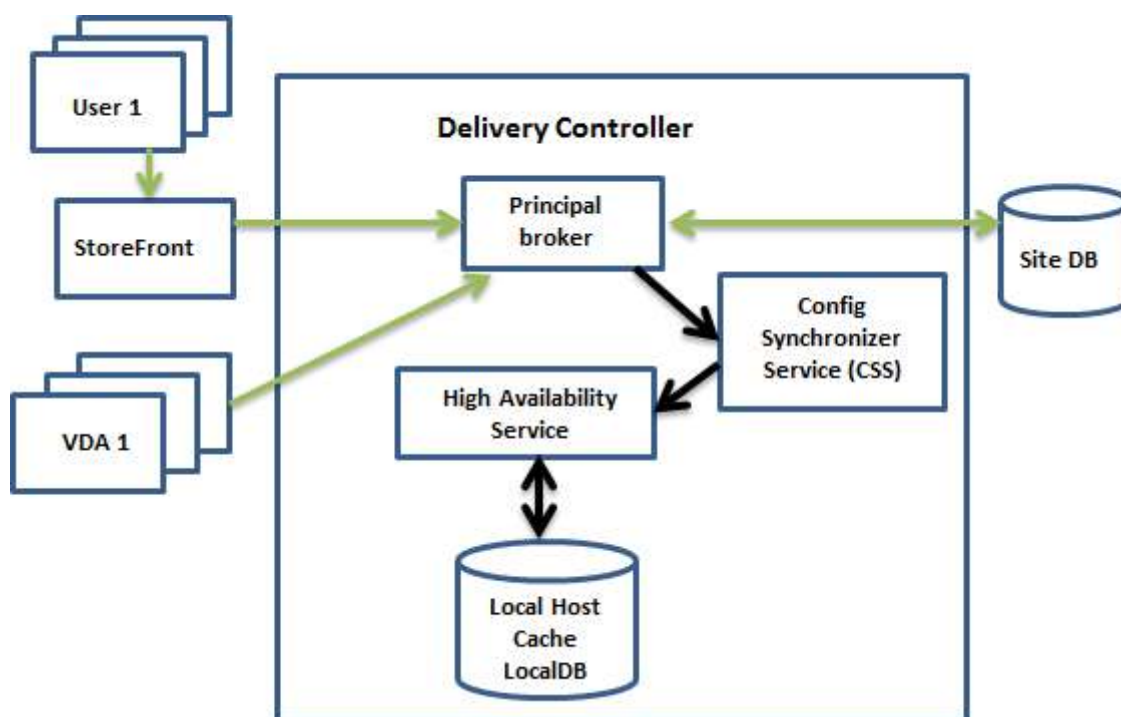 User 1
Delivery Controller
Principal
broker
StoreFront
Site DB
Config
Synchronizer
Service (CSS)
High Availability
Service
VDA 1
Local Host
Cache
LocalDB